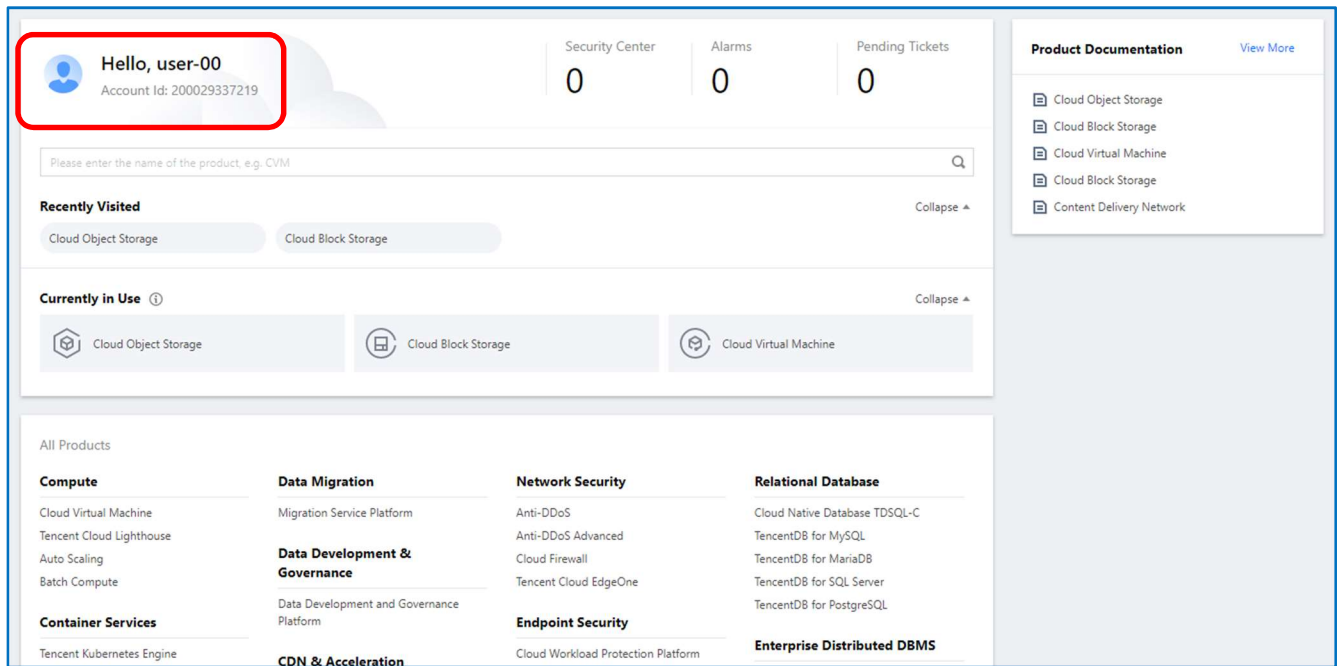 Hello, user-00
Account Id: 200029337219
Security Center
0
Alarms
0
Pending Tickets
0
Please enter the name of the product, e.g. CVM
Recently Visited
Collapse
Cloud Object Storage
Cloud Block Storage
Currently in Use
Collapse
Cloud Object Storage
Cloud Block Storage
Cloud Virtual Machine
Product Documentation
View More
Cloud Object Storage
Cloud Block Storage
Cloud Virtual Machine
Cloud Block Storage
Content Delivery Network
All Products
Compute
Cloud Virtual Machine
Tencent Cloud Lighthouse
Auto Scaling
Batch Compute
Container Services
Tencent Kubernetes Engine
Data Migration
Migration Service Platform
Data Development &
Governance
Data Development and Governance
Platform
CDN & Acceleration
Network Security
Anti-DDoS
Anti-DDoS Advanced
Cloud Firewall
Tencent Cloud EdgeOne
Endpoint Security
Cloud Workload Protection Platform
Relational Database
Cloud Native Database TDSQL-C
TencentDB for MySQL
TencentDB for MariaDB
TencentDB for SQL Server
TencentDB for PostgreSQL
Enterprise Distributed DBMS